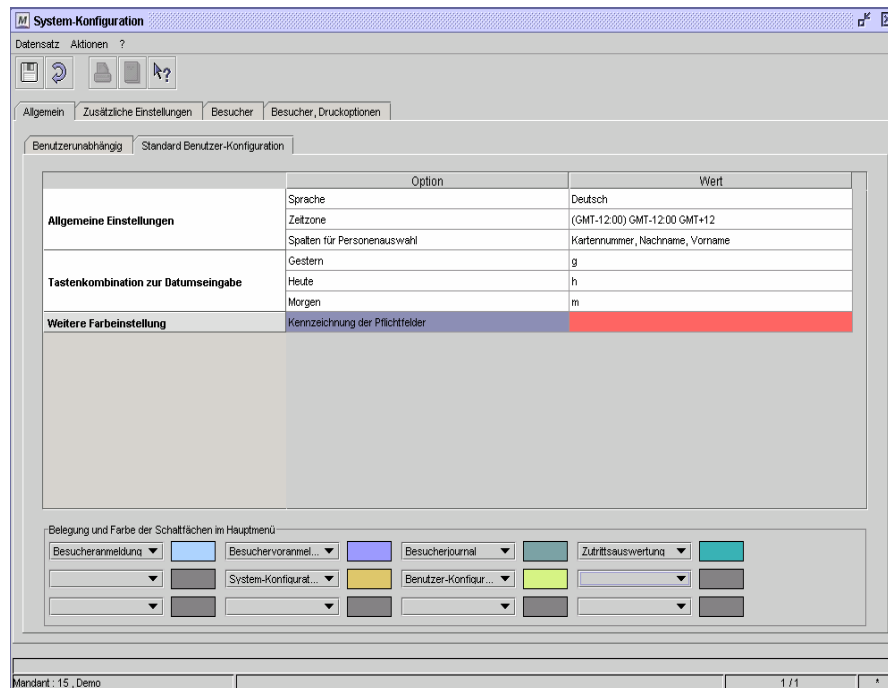 M System-Konfiguration
Datensatz Aktionen ?
Allgemein Zusätzliche Einstellungen Besucher Besucher, Druckoptionen
Benutzerunabhängig Standard Benutzer-Konfiguration
Option Wert
Allgemeine Einstellungen
Sprache Deutsch
Zeitzone (GMT-12:00) GMT-12:00 GMT+12
Spalten für Personenauswahl Kartennummer, Nachname, Vorname
Tastenkombination zur Datumseingabe
Gestern g
Heute h
Morgen m
Weitere Farbeinstellung Kennzeichnung der Pflichtfelder
Belegung und Farbe der Schaltfächen im Hauptmenü
Besucheranmeldung Besuchervoranmel... Besucherjournal Zutrittsauswertung
System-Konfigurat... Benutzer-Konfigur...
Mandant : 15 , Demo 1 / 1 *